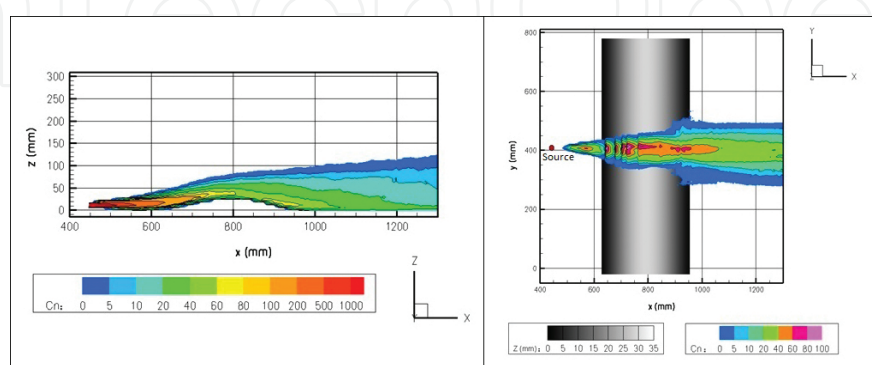 300
250
200
150
100
50
0
z (mm)
400 600 800 1000 1200
x (mm)
Z
X
Cn: 0 5 10 20 40 60 80 100 200 500 1000
800
600
400
200
0
y (mm)
Source
400 600 800 1000 1200
x (mm)
Y
Z X
Z (mm): 0 5 10 15 20 25 30 35
Cn: 0 5 10 20 40 60 80 100